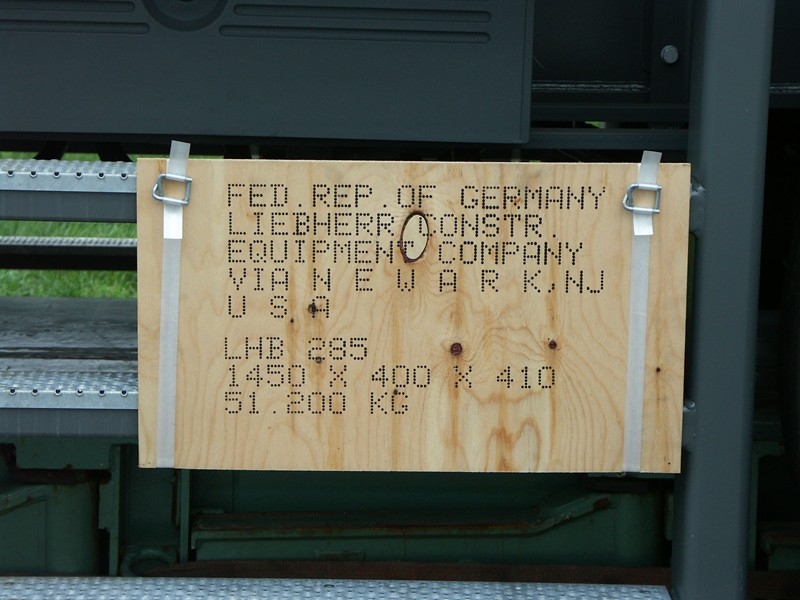 FED.REP.OF GERMANY
LIEBHERR CONSTR.
EQUIPMENT COMPANY
VIA N E W A R K,NJ
U S A
LHB 285
1450 X 400 X 410
51.200 KG